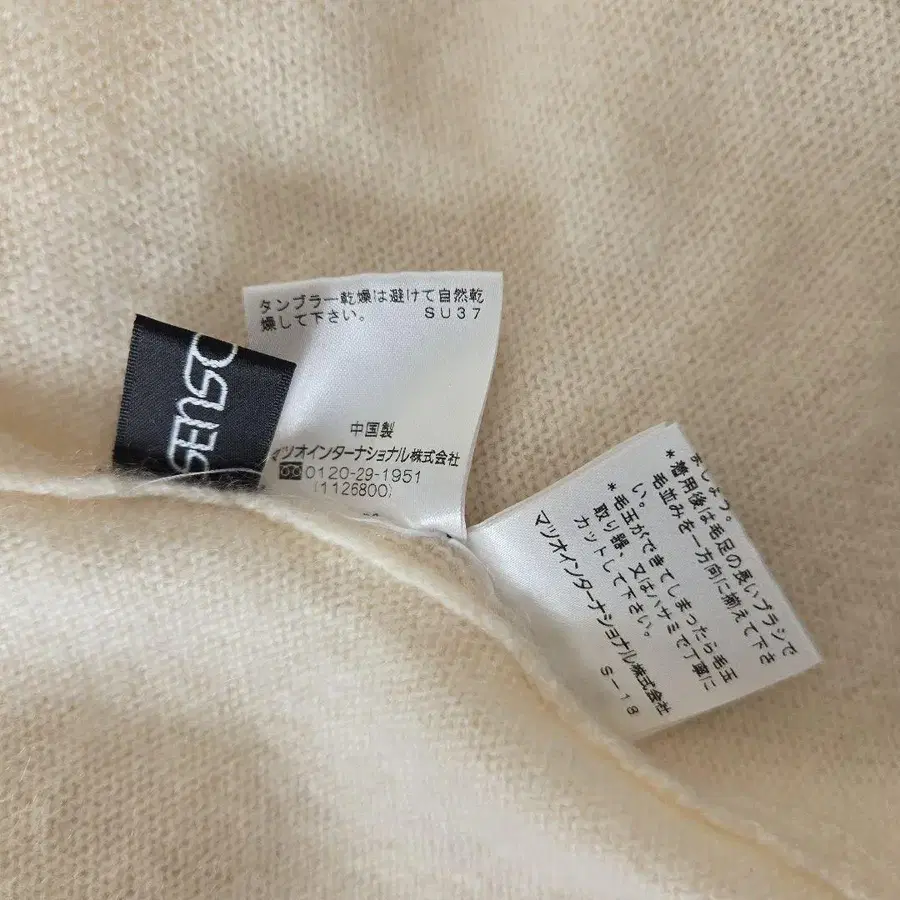 タンブラー乾燥は避けて自然乾
燥して下さい。 SU37
中国製
マツオインターナショナル株式会社
0120-29-1951
(1126800)
ましょう。
*着用後は毛足の長いブラシで
毛並みを一方向に揃えて下さ
い。
*毛玉ができてしまったら毛玉
取り器、又はハサミで丁寧に
カットして下さい。
マツオインターナショナル株式会社
S-18